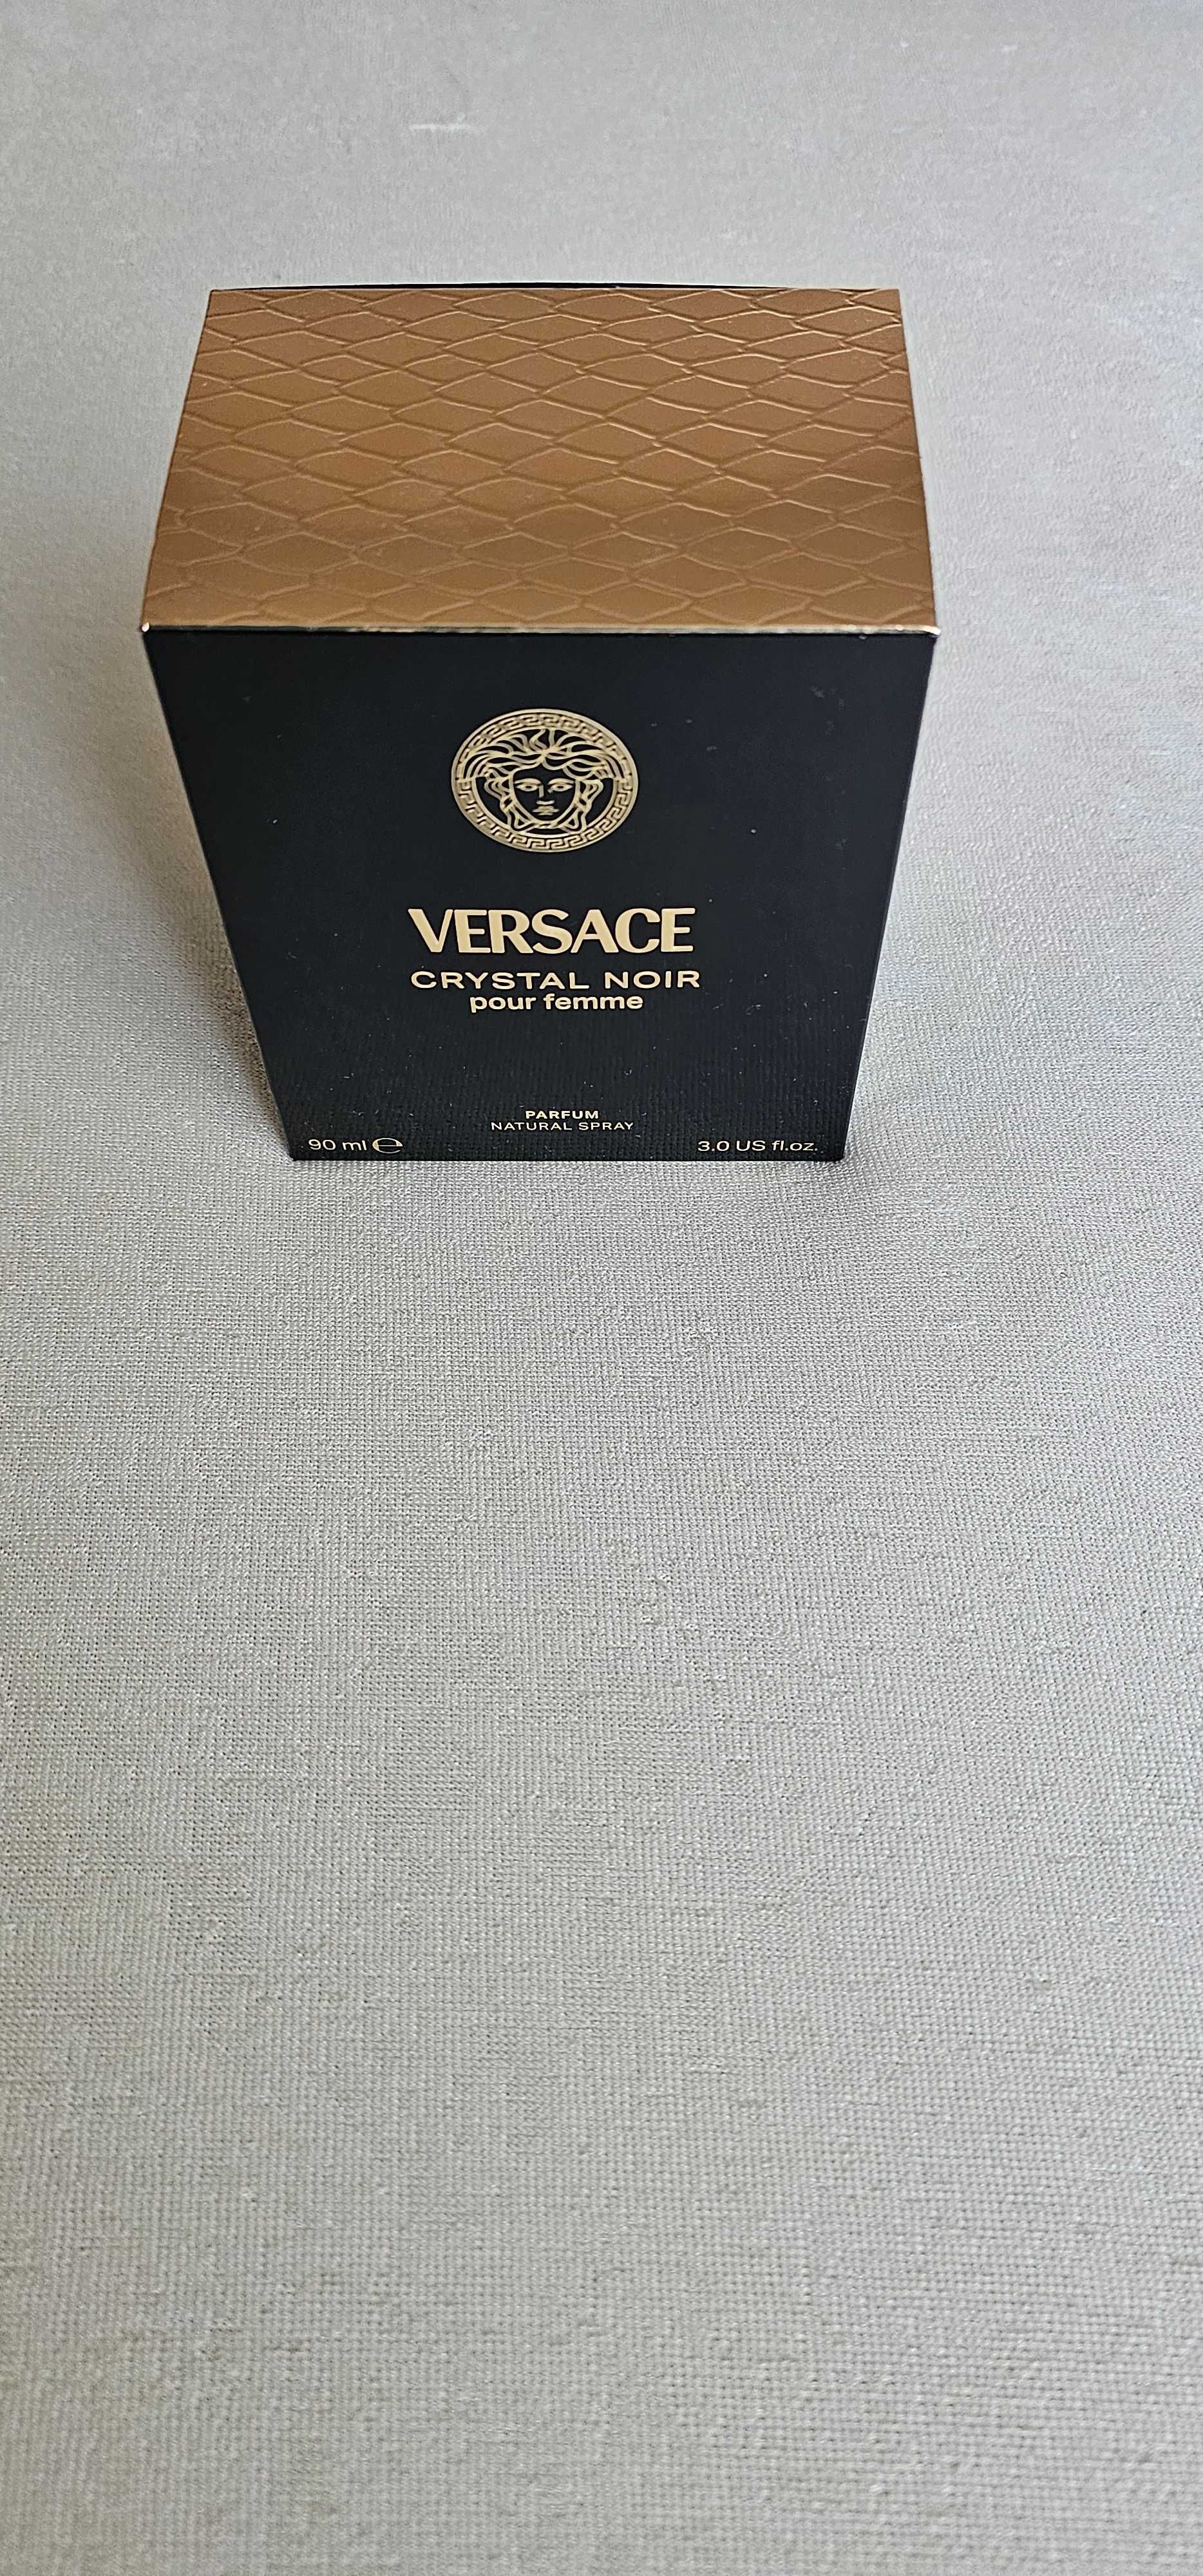 VERSACE
CRYSTAL NOIR
pour femme
PARFUM
NATURAL SPRAY
90 ml ℮
3.0 US fl.oz.